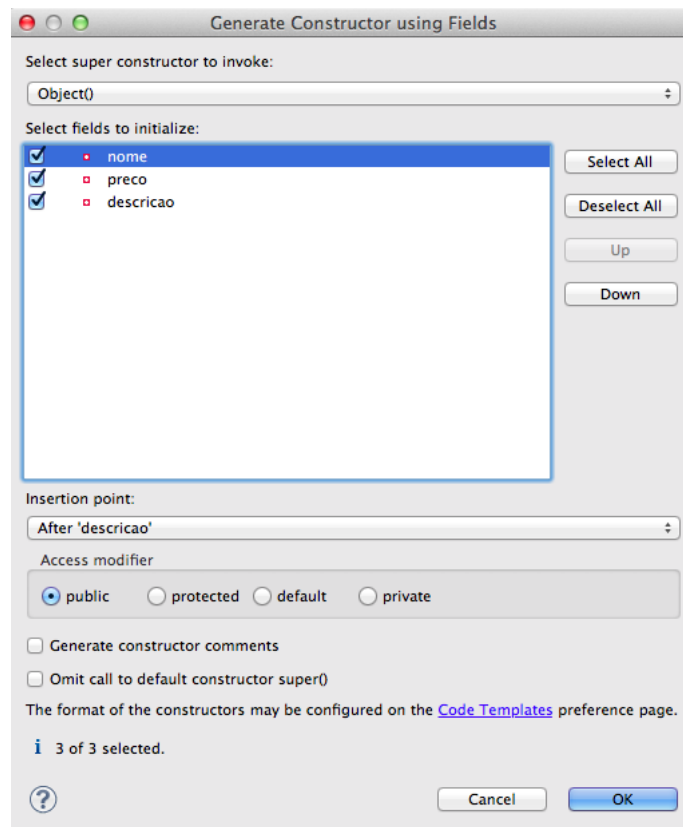 Generate Constructor using Fields
Select super constructor to invoke:
Object()
Select fields to initialize:
nome
preco
descricao
Select All
Deselect All
Up
Down
Insertion point:
After 'descricao'
Access modifier
public protected default private
Generate constructor comments
Omit call to default constructor super()
The format of the constructors may be configured on the Code Templates preference page.
i 3 of 3 selected.
?
Cancel OK